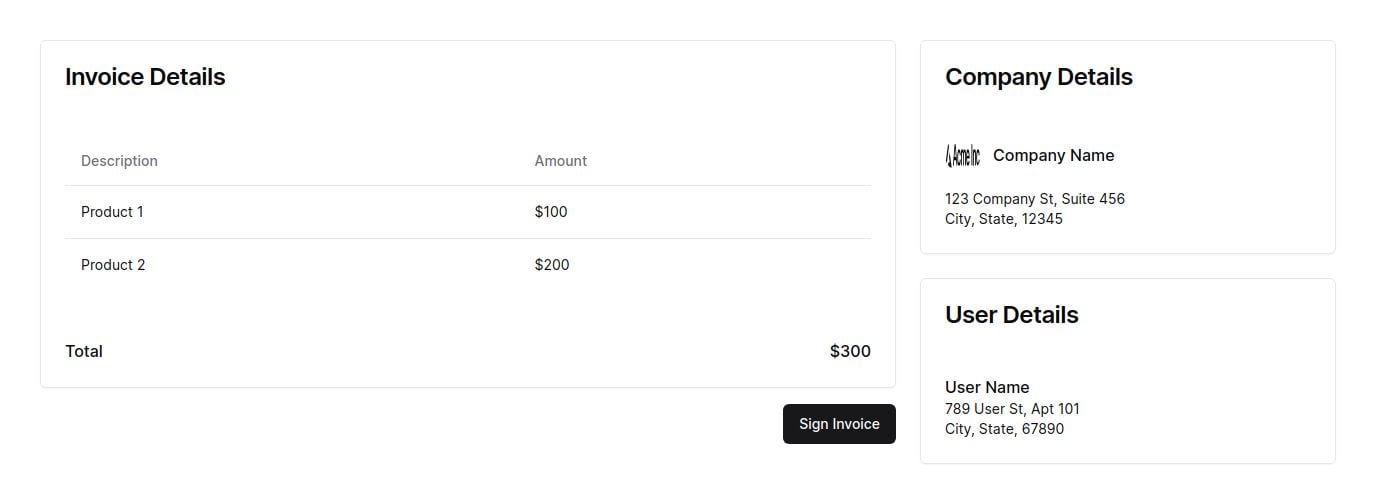 Invoice Details
Description Amount
Product 1 $100
Product 2 $200
Total $300
Sign Invoice
Company Details
Acme Inc Company Name
123 Company St, Suite 456
City, State, 12345
User Details
User Name
789 User St, Apt 101
City, State, 67890